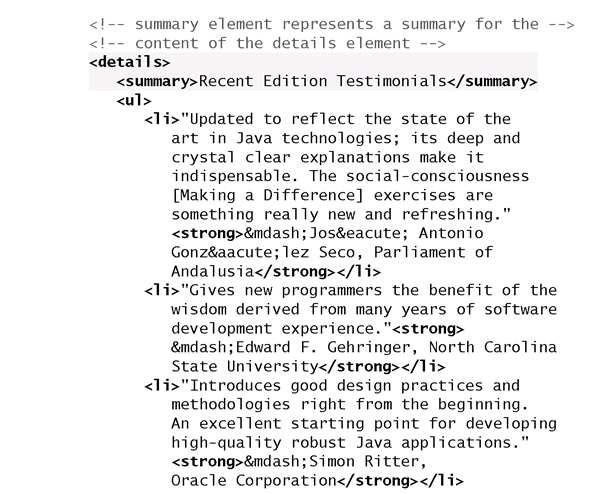 <!-- summary element represents a summary for the -->
<!-- content of the details element -->
<details>
<summary>Recent Edition Testimonials</summary>
<ul>
<li>"Updated to reflect the state of the
art in Java technologies; its deep and
crystal clear explanations make it
indispensable. The social-consciousness
[Making a Difference] exercises are
something really new and refreshing."
<strong>&mdash;Jos&eacute; Antonio
Gonz&aacute;lez Seco, Parliament of
Andalusia</strong></li>
<li>"Gives new programmers the benefit of the
wisdom derived from many years of software
development experience."<strong>
&mdash;Edward F. Gehringer, North Carolina
State University</strong></li>
<li>"Introduces good design practices and
methodologies right from the beginning.
An excellent starting point for developing
high-quality robust Java applications."
<strong>&mdash;Simon Ritter,
Oracle Corporation</strong></li>